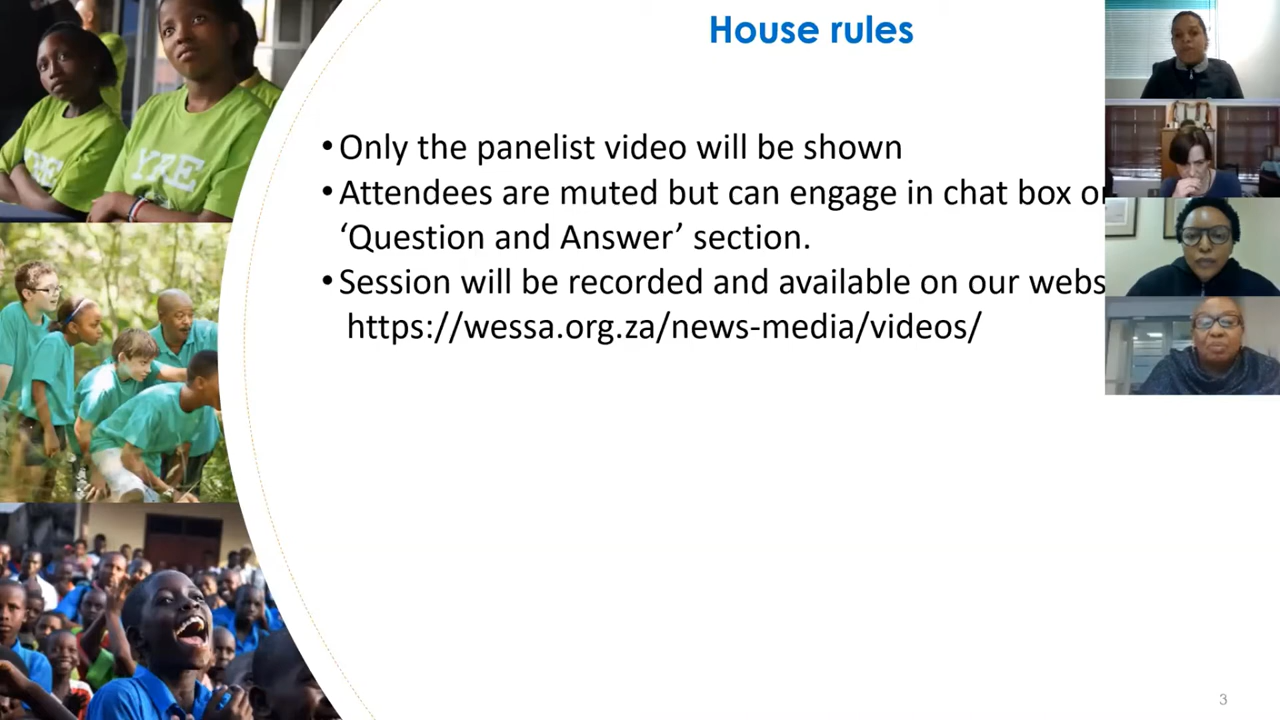 House rules
• Only the panelist video will be shown
• Attendees are muted but can engage in chat box or
‘Question and Answer’ section.
• Session will be recorded and available on our webs
https://wessa.org.za/news-media/videos/
YRE
3